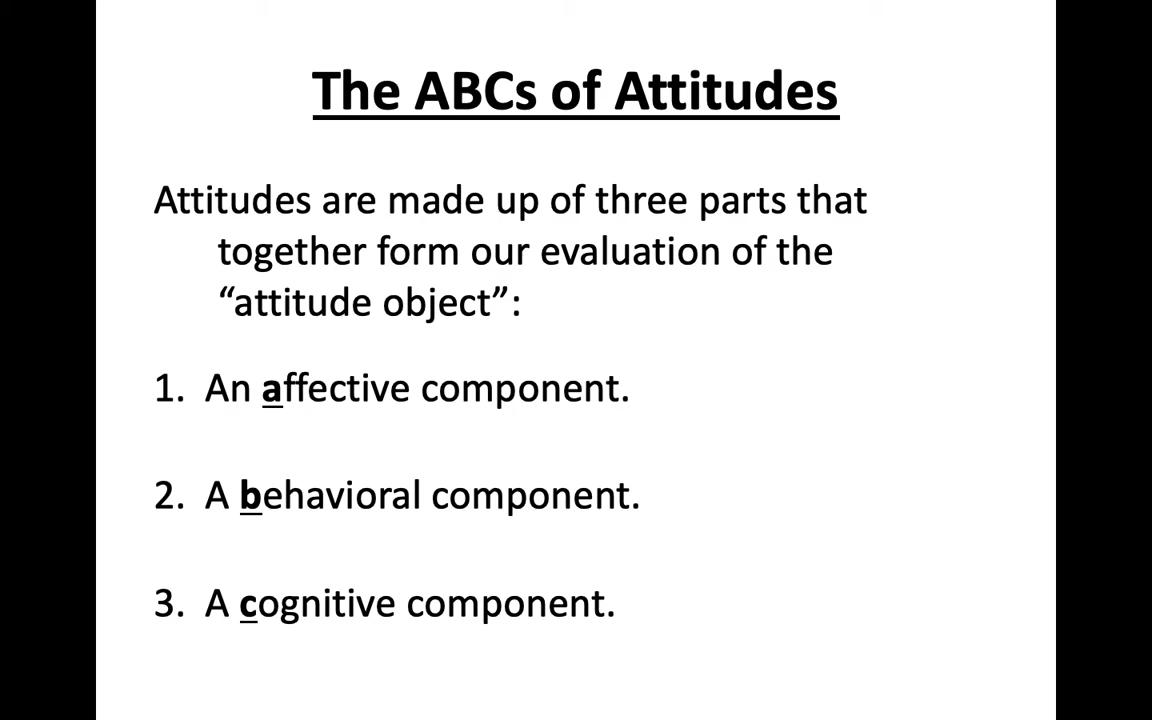 The ABCs of Attitudes
Attitudes are made up of three parts that
together form our evaluation of the
“attitude object”:
1. An affective component.
2. A behavioral component.
3. A cognitive component.